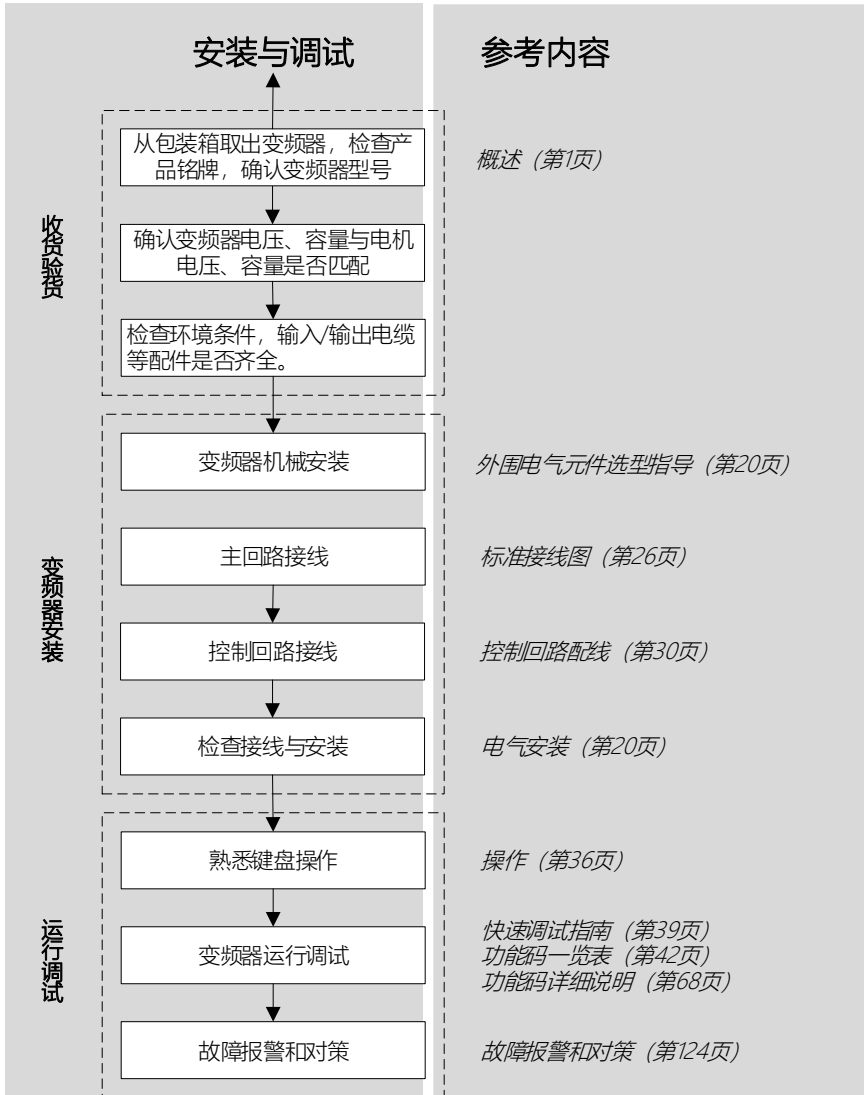 安装与调试
参考内容
收货验货
从包装箱取出变频器，检查产
品铭牌，确认变频器型号
概述（第1页）
确认变频器电压、容量与电机
电压、容量是否匹配
检查环境条件，输入/输出电缆
等配件是否齐全。
变频器安装
变频器机械安装
外围电气元件选型指导（第20页）
主回路接线
标准接线图（第26页）
控制回路接线
控制回路配线（第30页）
检查接线与安装
电气安装（第20页）
运行调试
熟悉键盘操作
操作（第36页）
变频器运行调试
快速调试指南（第39页）
功能码一览表（第42页）
功能码详细说明（第68页）
故障报警和对策
故障报警和对策（第124页）